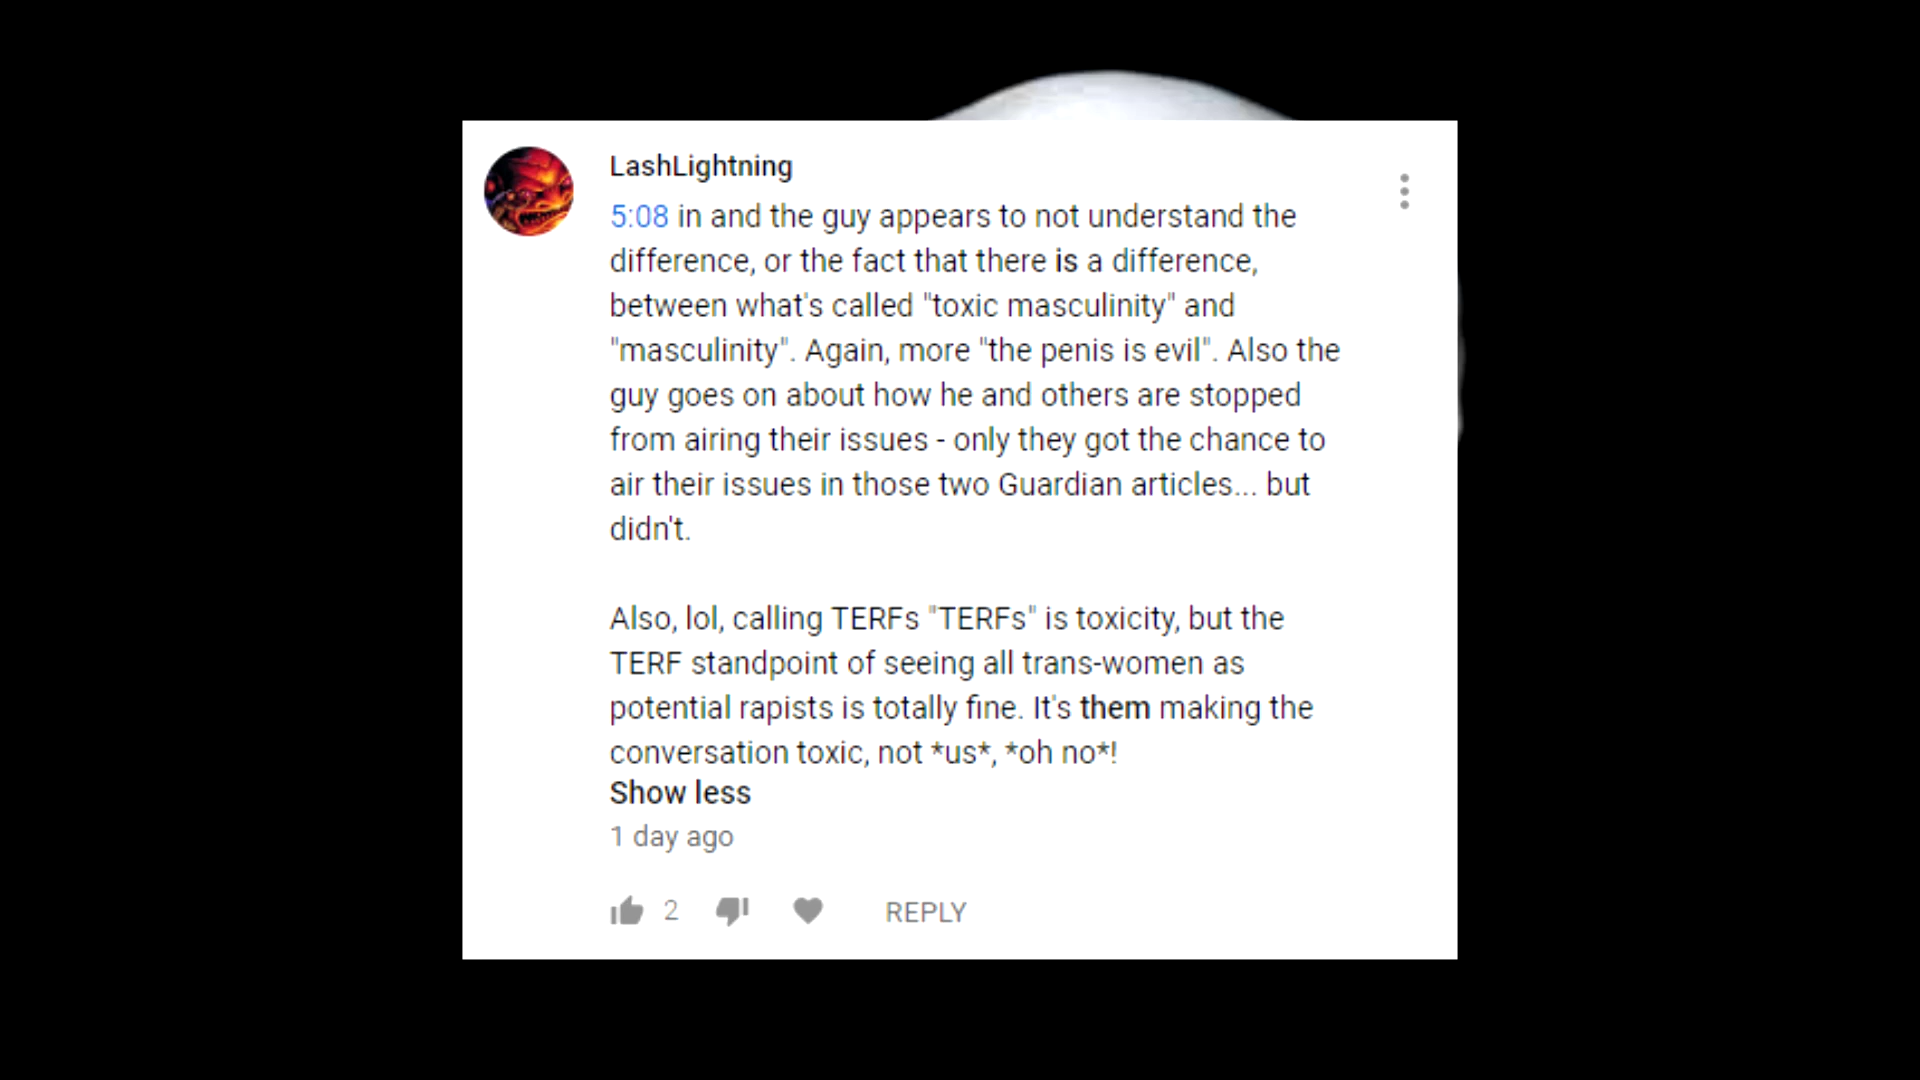 LashLightning
5:08 in and the guy appears to not understand the
difference, or the fact that there is a difference,
between what's called "toxic masculinity" and
"masculinity". Again, more "the penis is evil". Also the
guy goes on about how he and others are stopped
from airing their issues - only they got the chance to
air their issues in those two Guardian articles... but
didn't.
Also, lol, calling TERFs "TERFs" is toxicity, but the
TERF standpoint of seeing all trans-women as
potential rapists is totally fine. It's them making the
conversation toxic, not *us*, *oh no*!
Show less
1 day ago
2 REPLY